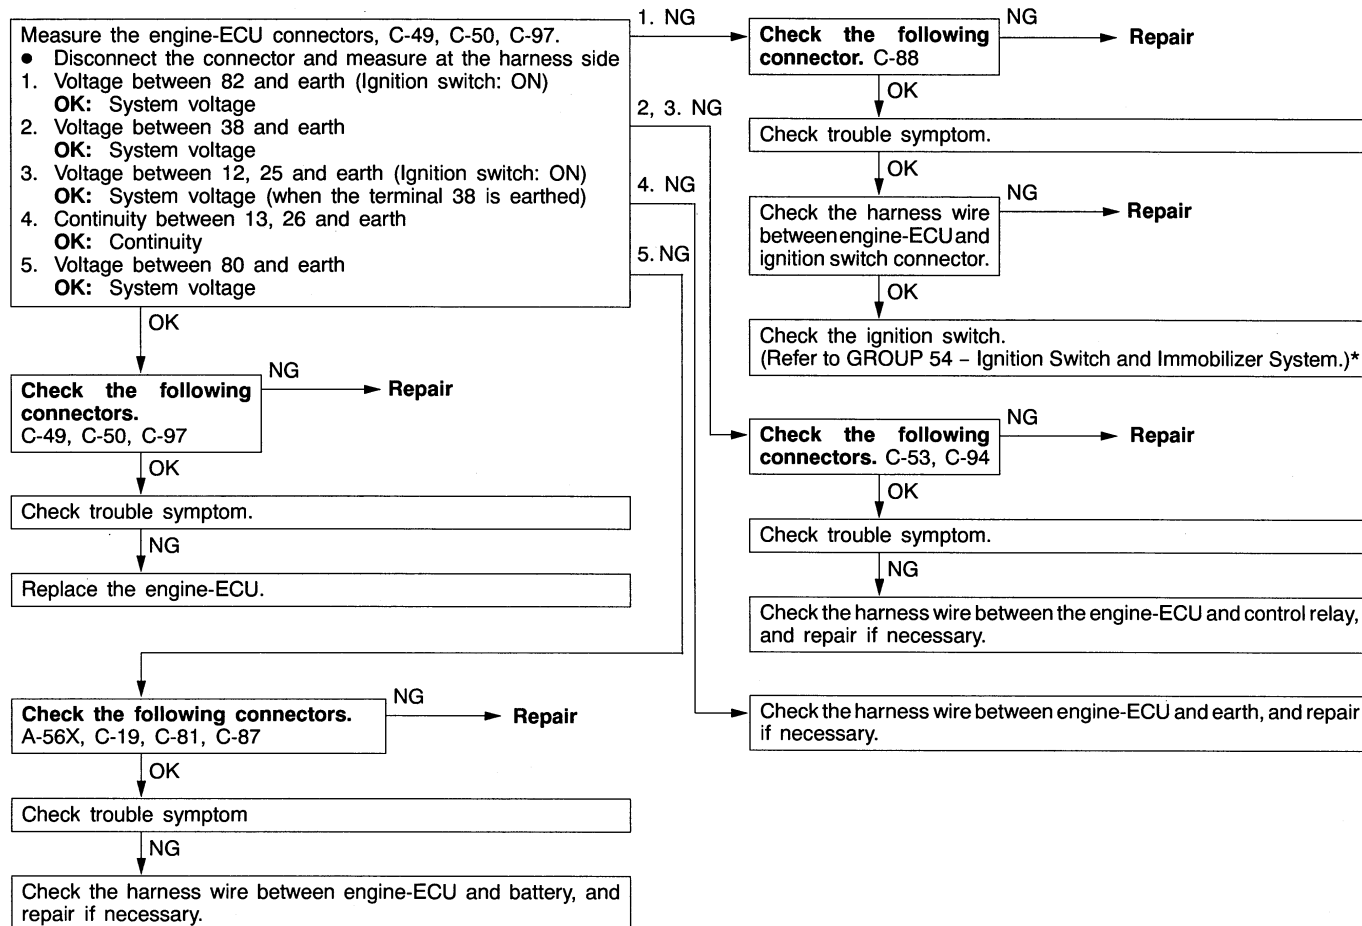 Measure the engine-ECU connectors, C-49, C-50, C-97.
● Disconnect the connector and measure at the harness side
1. Voltage between 82 and earth (Ignition switch: ON)
OK: System voltage
2. Voltage between 38 and earth
OK: System voltage
3. Voltage between 12, 25 and earth (Ignition switch: ON)
OK: System voltage (when the terminal 38 is earthed)
4. Continuity between 13, 26 and earth
OK: Continuity
5. Voltage between 80 and earth
OK: System voltage
OK
Check the following
connectors.
C-49, C-50, C-97
NG
Repair
OK
Check trouble symptom.
NG
Replace the engine-ECU.
1. NG
Check the following
connector. C-88
NG
Repair
OK
Check trouble symptom.
OK
Check the harness wire
between engine-ECU and
ignition switch connector.
NG
Repair
OK
Check the ignition switch.
(Refer to GROUP 54 – Ignition Switch and Immobilizer System.)*
2, 3. NG
Check the following
connectors. C-53, C-94
NG
Repair
OK
Check trouble symptom.
NG
Check the harness wire between the engine-ECU and control relay,
and repair if necessary.
4. NG
Check the harness wire between engine-ECU and earth, and repair
if necessary.
5. NG
Check the following connectors.
A-56X, C-19, C-81, C-87
NG
Repair
OK
Check trouble symptom
NG
Check the harness wire between engine-ECU and battery, and
repair if necessary.